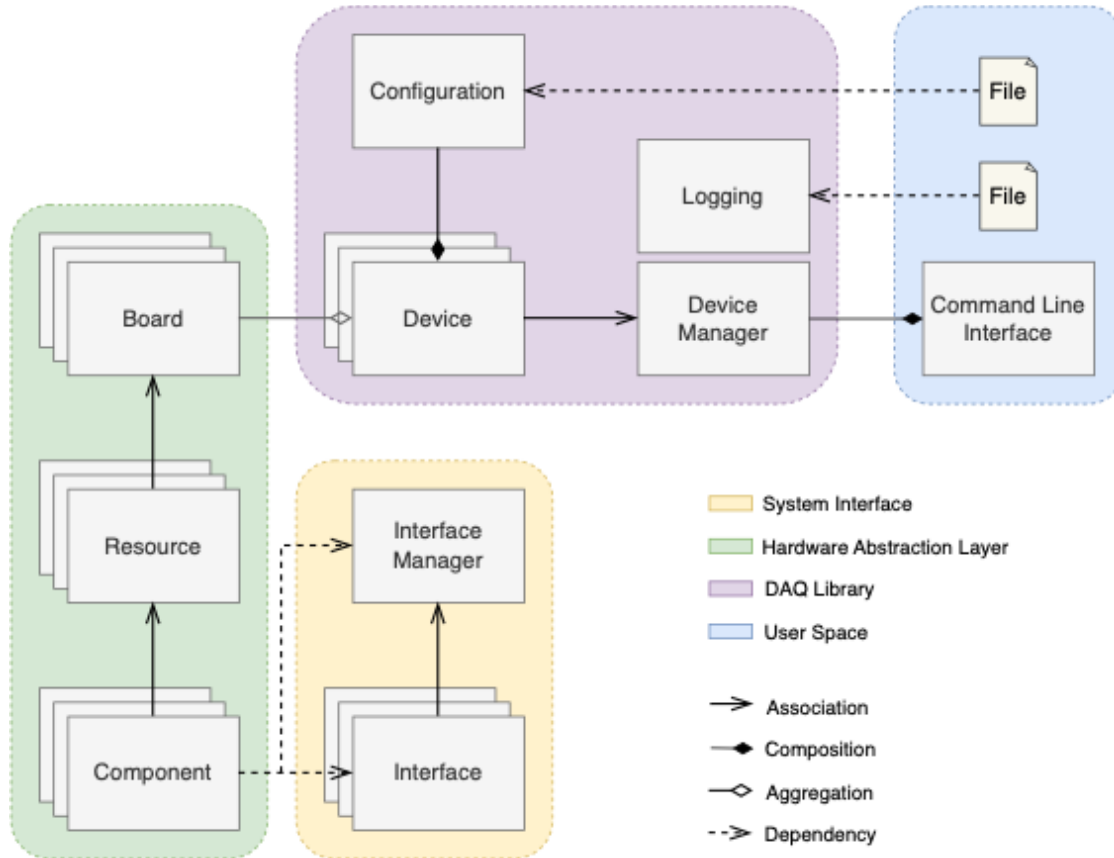 Configuration
File
Logging
File
Board
Device
Device
Manager
Command Line
Interface
Resource
Interface
Manager
Component
Interface
System Interface
Hardware Abstraction Layer
DAQ Library
User Space
Association
Composition
Aggregation
Dependency